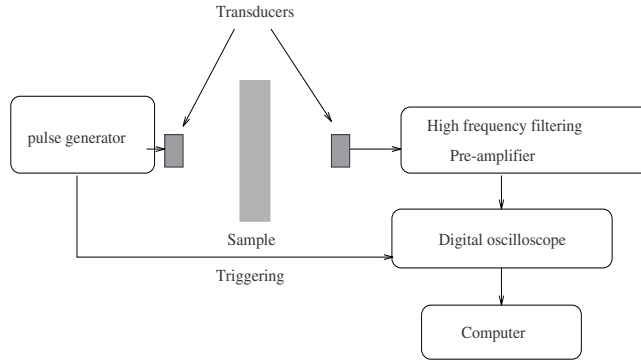 Transducers
pulse generator
High frequency filtering
Pre-amplifier
Sample
Digital oscilloscope
Triggering
Computer